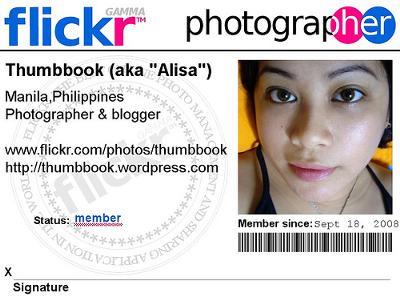 flickr GAMMA ™
photographer
Thumbbook (aka "Alisa")
Manila,Philippines
Photographer & blogger
www.flickr.com/photos/thumbbook
http://thumbbook.wordpress.com
Status: member
Member since: Sept 18, 2008
X
Signature